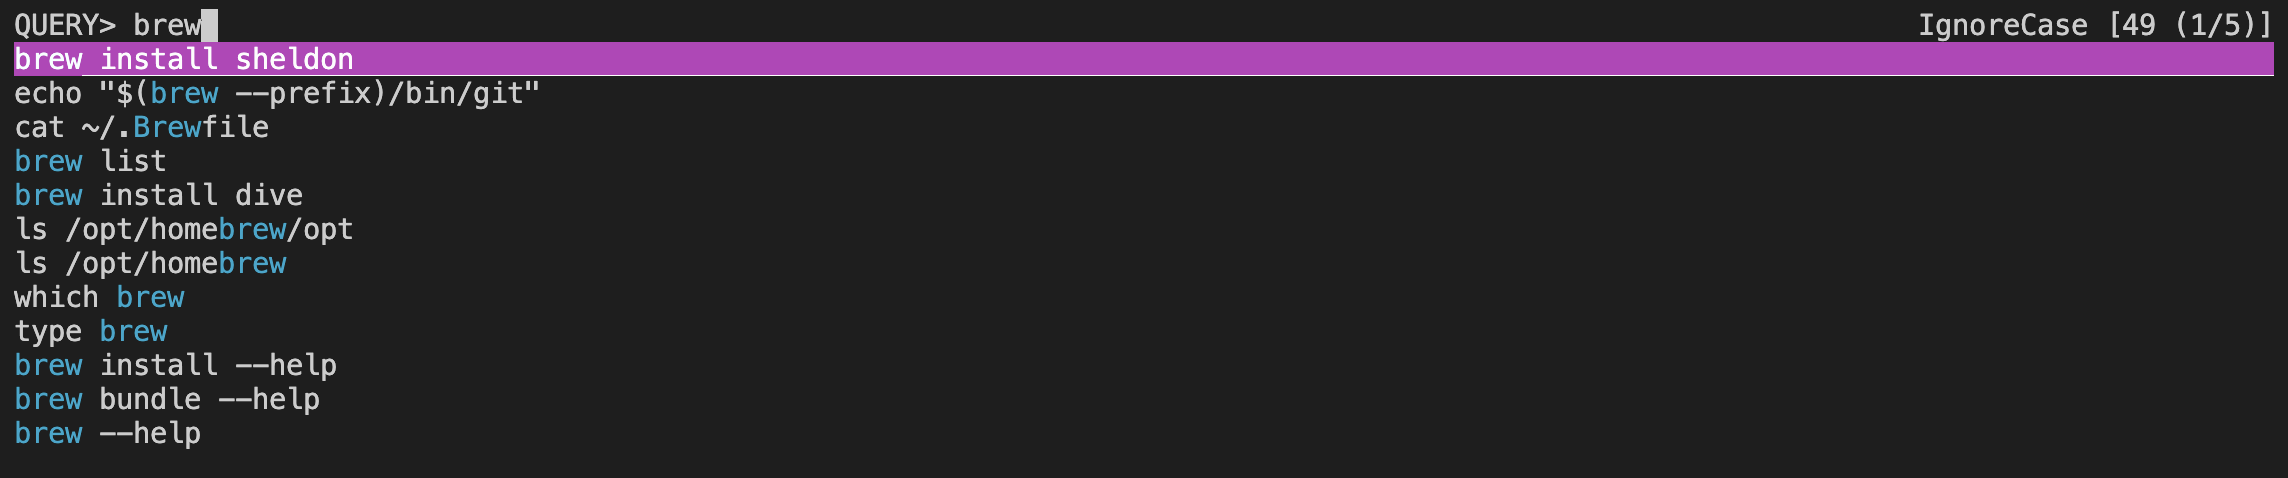 QUERY> brew IgnoreCase [49 (1/5)]
brew install sheldon
echo "$(brew --prefix)/bin/git"
cat ~/.Brewfile
brew list
brew install dive
ls /opt/homebrew/opt
ls /opt/homebrew
which brew
type brew
brew install --help
brew bundle --help
brew --help